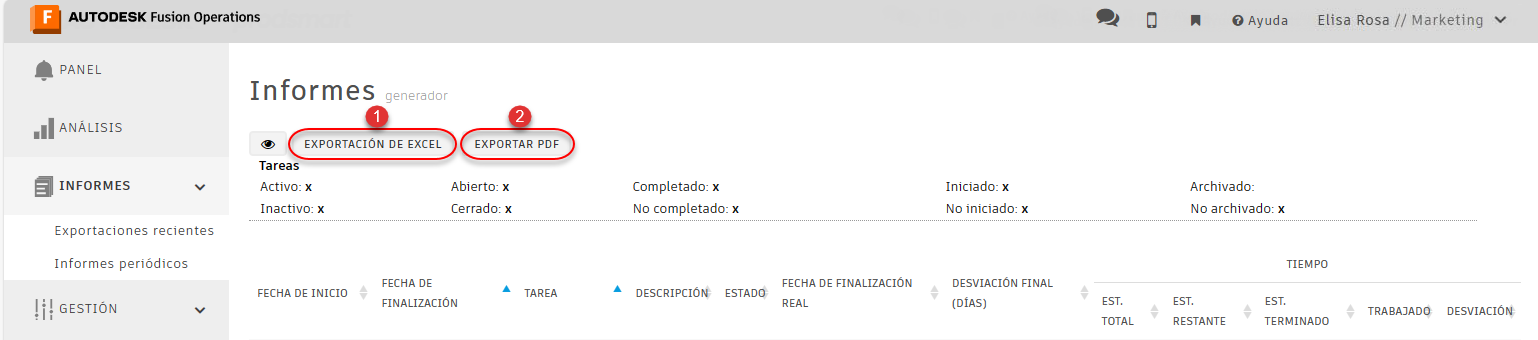 F AUTODESK Fusion Operations
Ayuda
Elisa Rosa // Marketing
PANEL
ANÁLISIS
INFORMES
Exportaciones recientes
Informes periódicos
GESTIÓN
Informes generador
1 2
EXPORTACIÓN DE EXCEL EXPORTAR PDF
Tareas
Activo: x Abierto: x Completado: x Iniciado: x Archivado:
Inactivo: x Cerrado: x No completado: x No iniciado: x No archivado: x
TIEMPO
FECHA DE INICIO
FECHA DE
FINALIZACIÓN
TAREA
DESCRIPCIÓN
ESTADO
FECHA DE FINALIZACIÓN
REAL
DESVIACIÓN FINAL
(DÍAS)
EST.
TOTAL
EST.
RESTANTE
EST.
TERMINADO
TRABAJADO
DESVIACIÓN